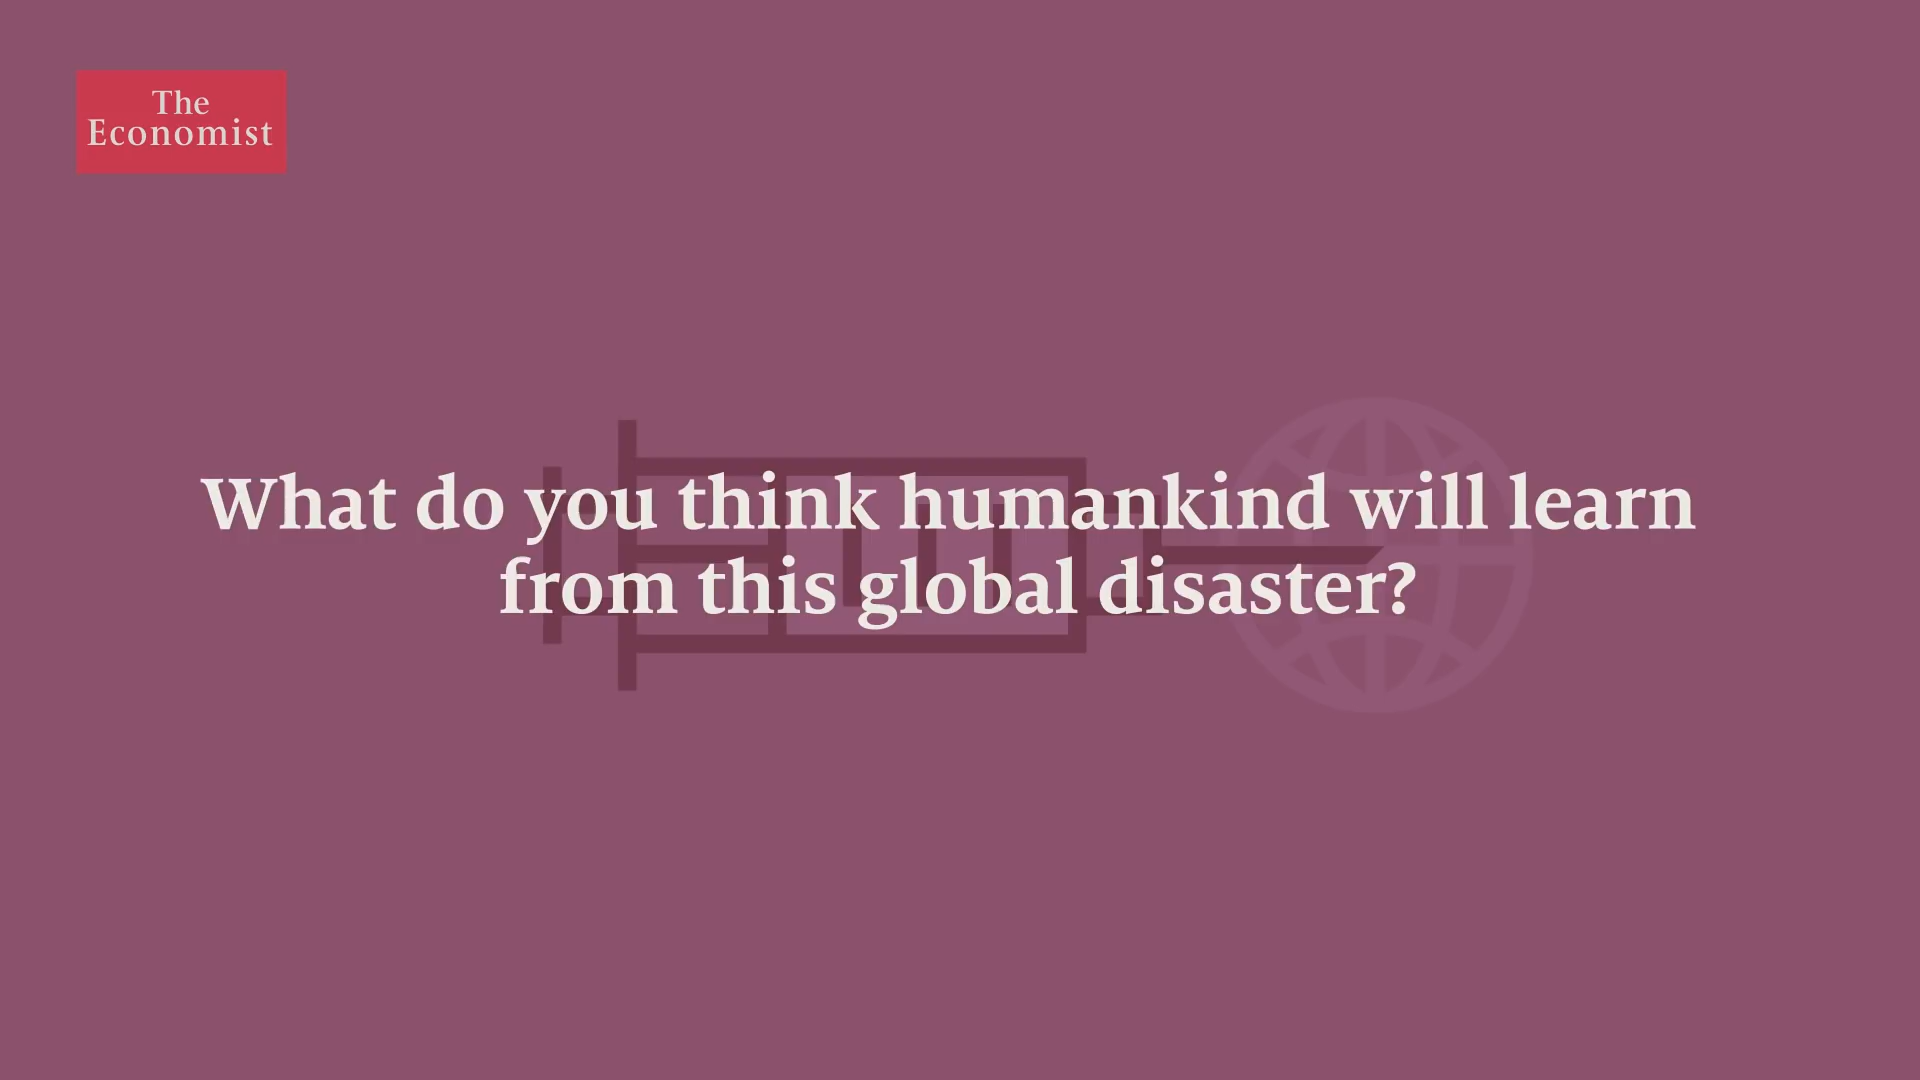 The
Economist
What do you think humankind will learn
from this global disaster?